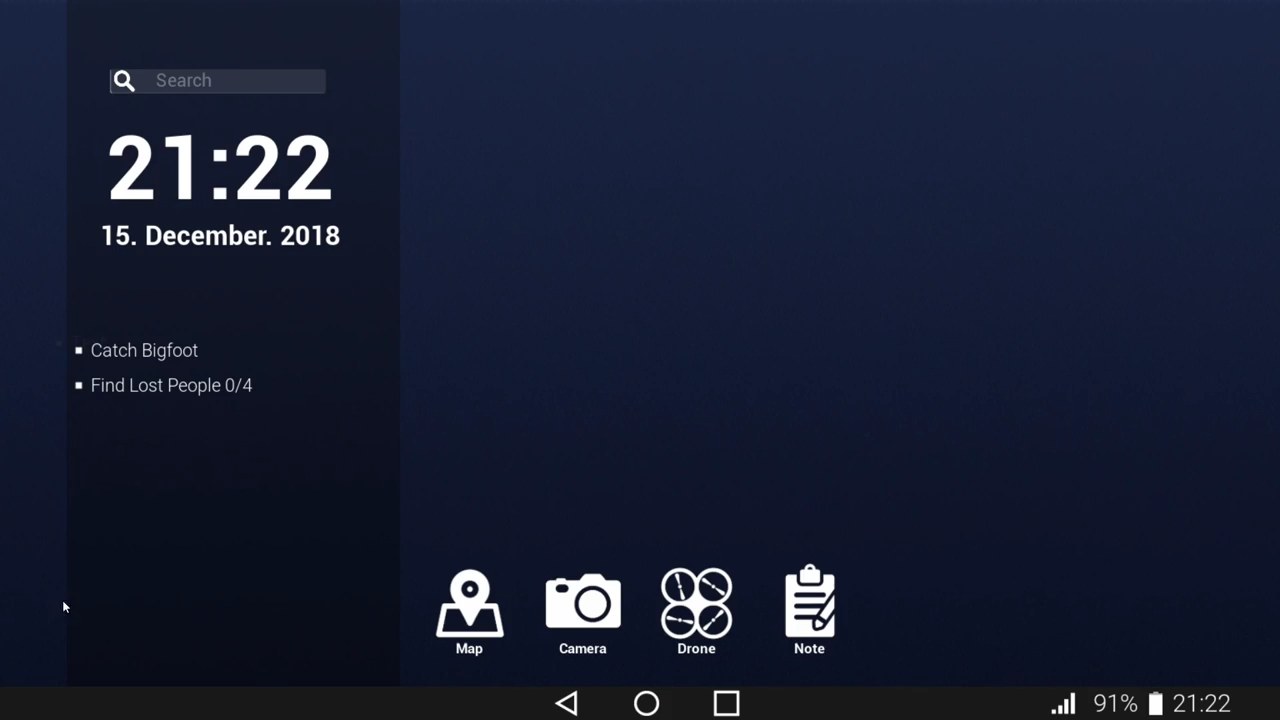 Search
21:22
15. December. 2018
Catch Bigfoot
Find Lost People 0/4
Map
Camera
Drone
Note
91% 21:22